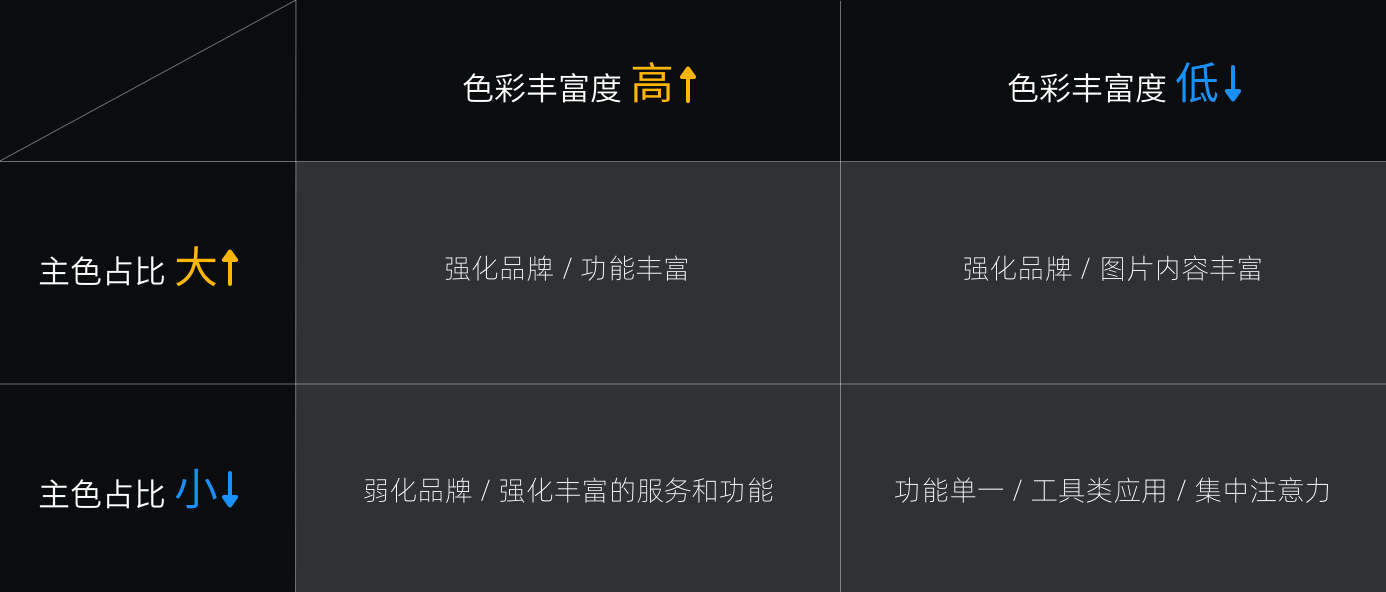 色彩丰富度 高
色彩丰富度 低
主色占比 大
强化品牌 / 功能丰富
强化品牌 / 图片内容丰富
主色占比 小
弱化品牌 / 强化丰富的服务和功能
功能单一 / 工具类应用 / 集中注意力